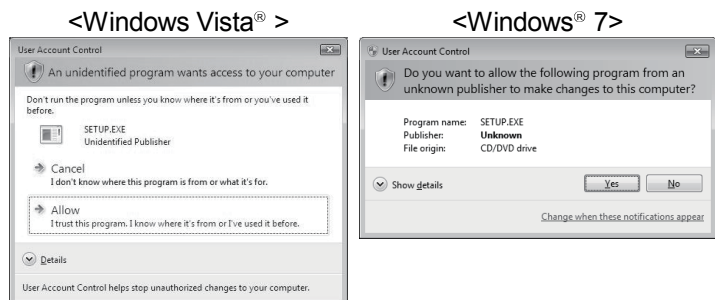 <Windows Vista® >
User Account Control
An unidentified program wants access to your computer
Don't run the program unless you know where it's from or you've used it
before.
SETUP.EXE
Unidentified Publisher
Cancel
I don't know where this program is from or what it's for.
Allow
I trust this program. I know where it's from or I've used it before.
Details
User Account Control helps stop unauthorized changes to your computer.
<Windows® 7>
User Account Control
Do you want to allow the following program from an
unknown publisher to make changes to this computer?
Program name: SETUP.EXE
Publisher: Unknown
File origin: CD/DVD drive
Show details
Yes No
Change when these notifications appear